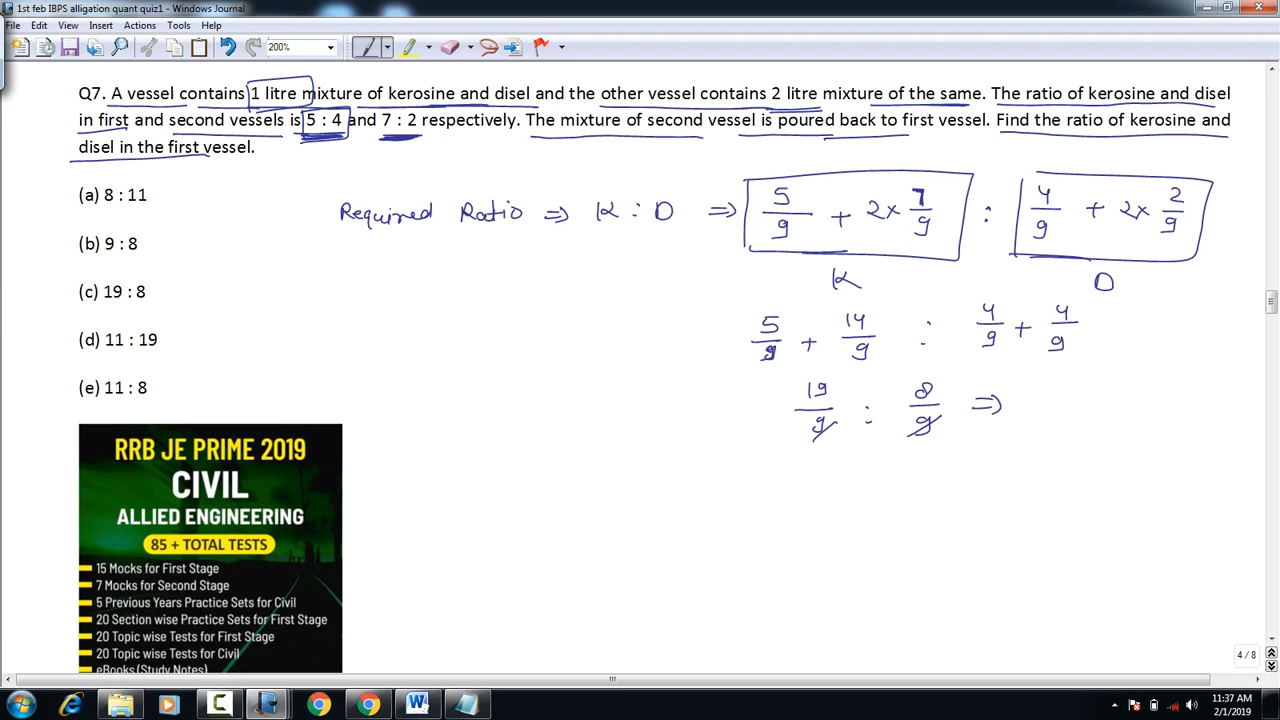 1st feb IBPS alligation quant quiz1 - Windows Journal
File Edit View Insert Actions Tools Help
200%
Q7. A vessel contains 1 litre mixture of kerosine and disel and the other vessel contains 2 litre mixture of the same. The ratio of kerosine and disel
in first and second vessels is 5 : 4 and 7 : 2 respectively. The mixture of second vessel is poured back to first vessel. Find the ratio of kerosine and
disel in the first vessel.
(a) 8 : 11
(b) 9 : 8
(c) 19 : 8
(d) 11 : 19
(e) 11 : 8
Required Ratio ⇒ K : D ⇒ 5/9 + 2 × 7/9 : 4/9 + 2 × 2/9
K D
5/9 + 14/9 : 4/9 + 4/9
19/9 : 8/9 ⇒
RRB JE PRIME 2019
CIVIL
ALLIED ENGINEERING
85 + TOTAL TESTS
15 Mocks for First Stage
7 Mocks for Second Stage
5 Previous Years Practice Sets for Civil
20 Section wise Practice Sets for First Stage
20 Topic wise Tests for First Stage
20 Topic wise Tests for Civil
eBooks (Study Notes)
4 / 8
11:37 AM
2/1/2019